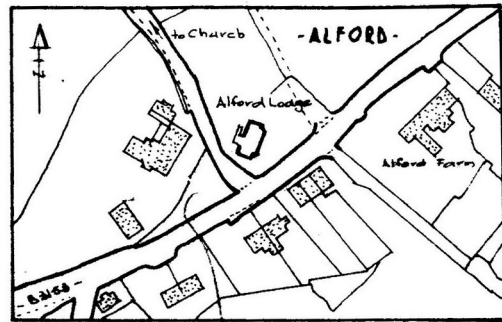 to Church
- ALFORD -
Alford Lodge
Alford Farm
B3153
N